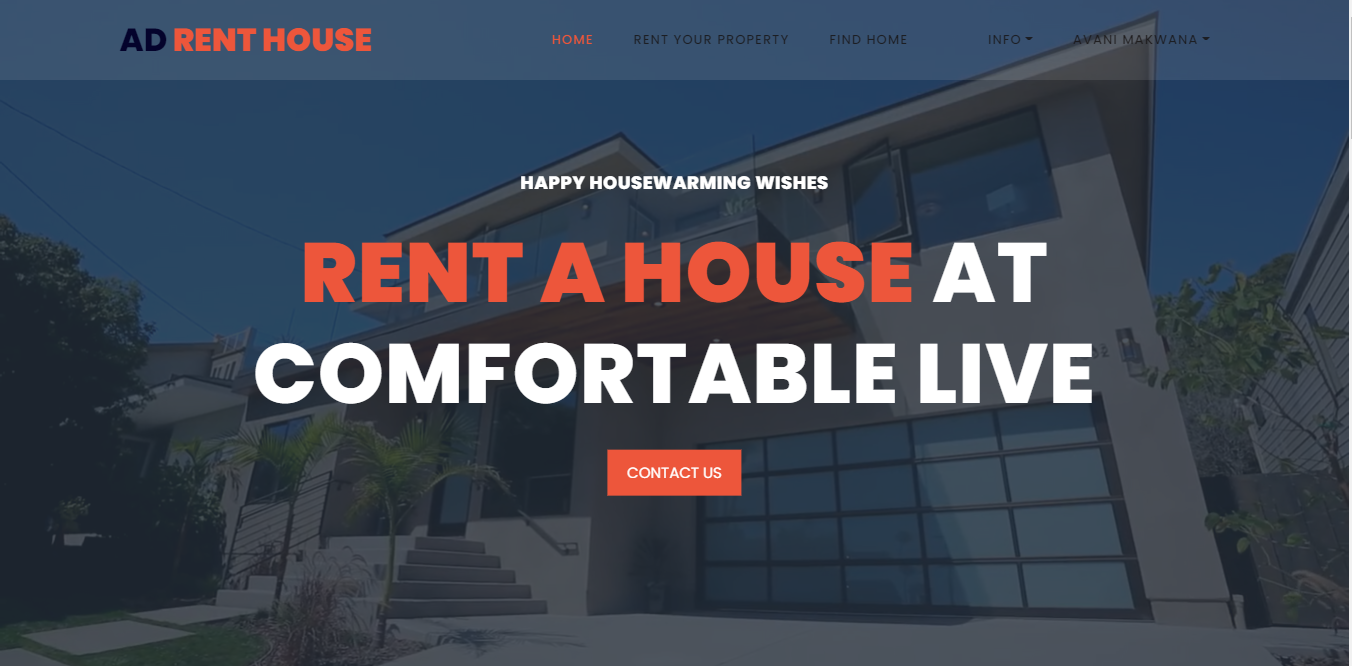 AD RENT HOUSE
HOME RENT YOUR PROPERTY FIND HOME INFO AVANI MAKWANA
HAPPY HOUSEWARMING WISHES
RENT A HOUSE AT
COMFORTABLE LIVE
CONTACT US